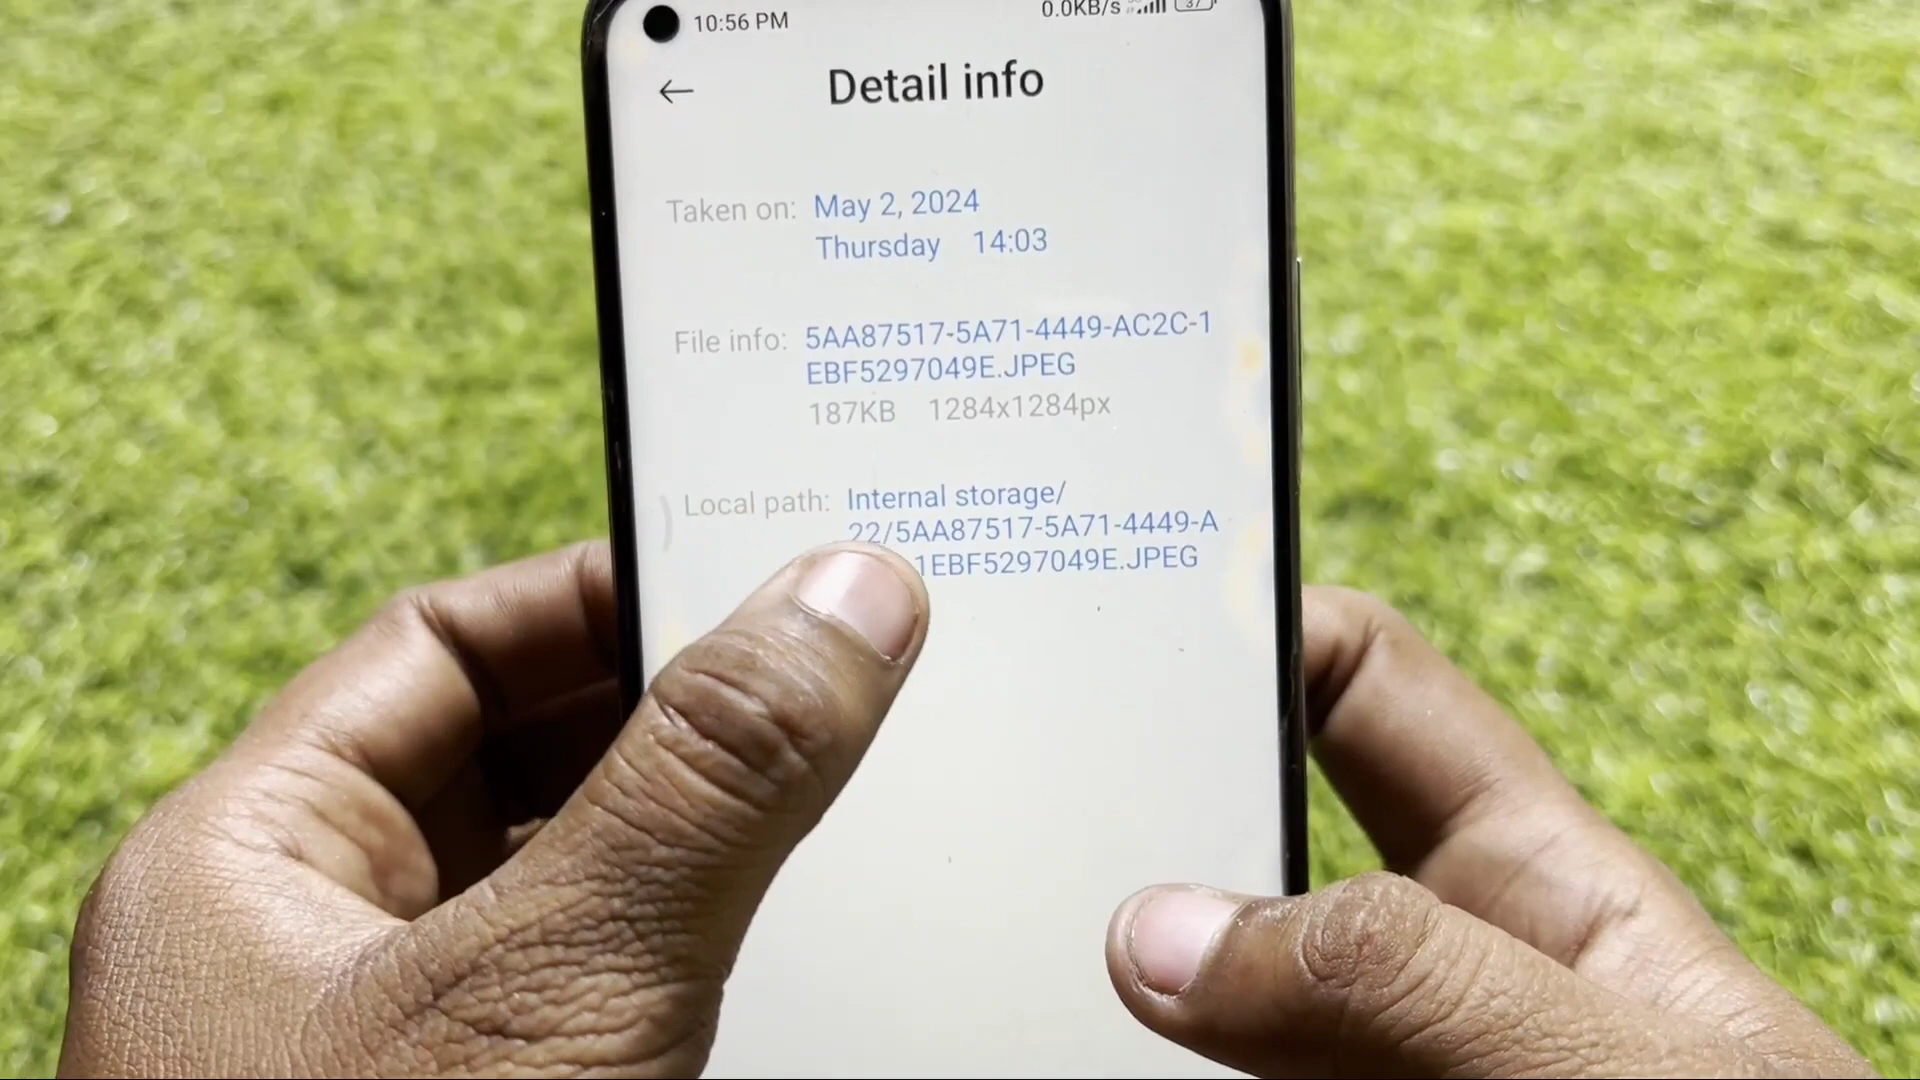 10:56 PM 0.0KB/s 37
Detail info
Taken on: May 2, 2024
Thursday 14:03
File info: 5AA87517-5A71-4449-AC2C-1
EBF5297049E.JPEG
187KB 1284x1284px
Local path: Internal storage/
22/5AA87517-5A71-4449-A
1EBF5297049E.JPEG